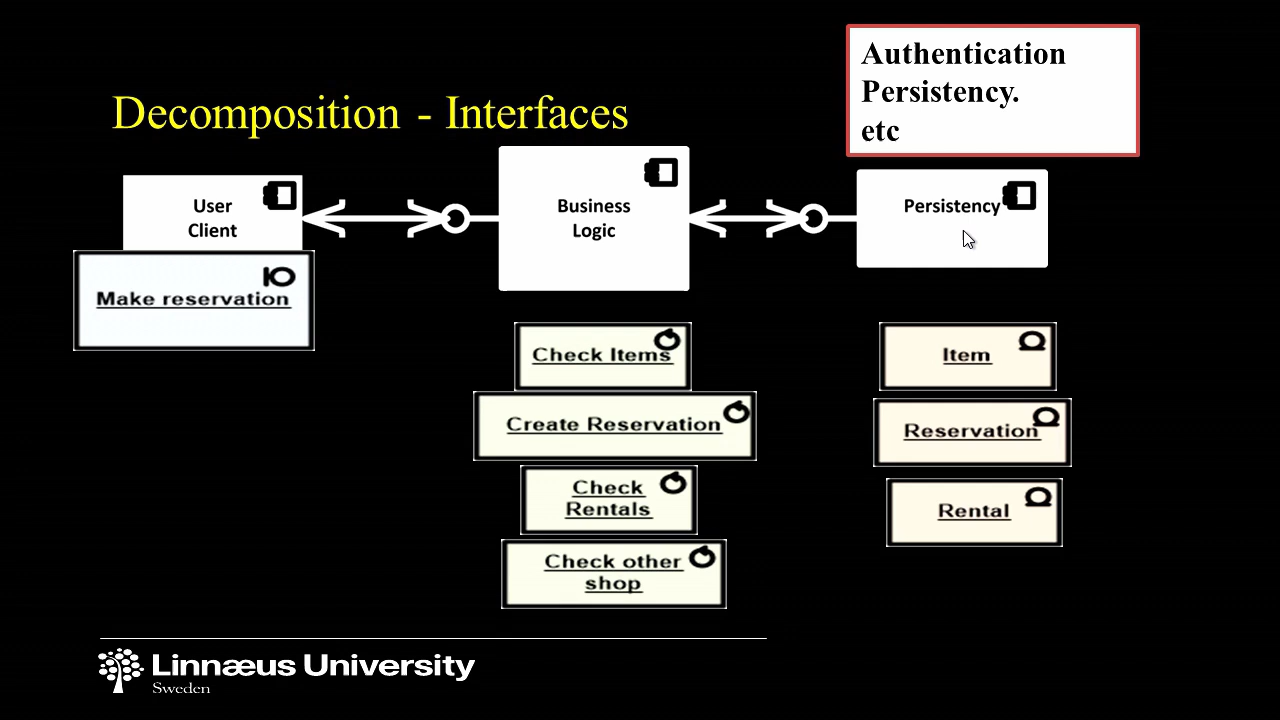 Authentication
Persistency.
etc
Decomposition - Interfaces
User
Client
Business
Logic
Persistency
Make reservation
Check Items
Create Reservation
Check
Rentals
Check other
shop
Item
Reservation
Rental
Linnæus University
Sweden